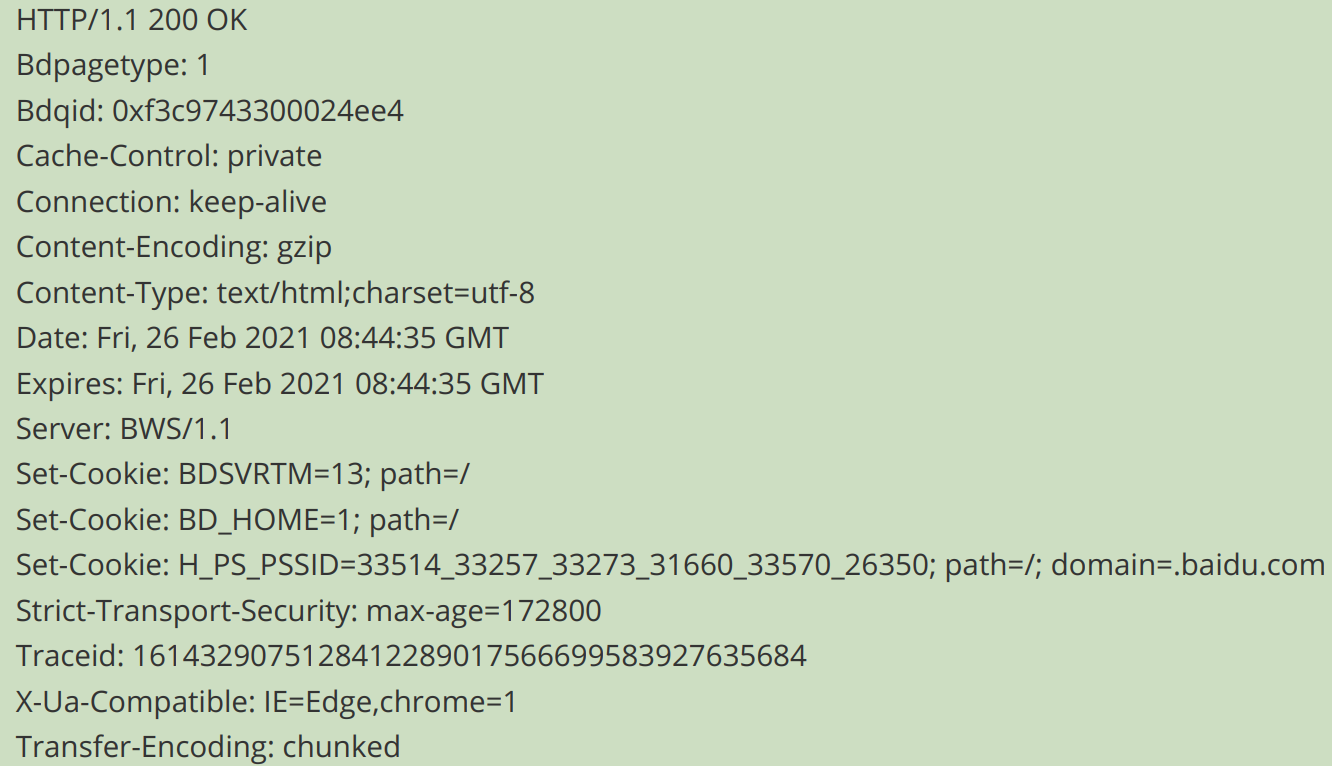 HTTP/1.1 200 OK
Bdpagetype: 1
Bdqid: 0xf3c9743300024ee4
Cache-Control: private
Connection: keep-alive
Content-Encoding: gzip
Content-Type: text/html;charset=utf-8
Date: Fri, 26 Feb 2021 08:44:35 GMT
Expires: Fri, 26 Feb 2021 08:44:35 GMT
Server: BWS/1.1
Set-Cookie: BDSVRTM=13; path=/
Set-Cookie: BD_HOME=1; path=/
Set-Cookie: H_PS_PSSID=33514_33257_33273_31660_33570_26350; path=/; domain=.baidu.com
Strict-Transport-Security: max-age=172800
Traceid: 161432907512841228901756669958392763​5684
X-Ua-Compatible: IE=Edge,chrome=1
Transfer-Encoding: chunked